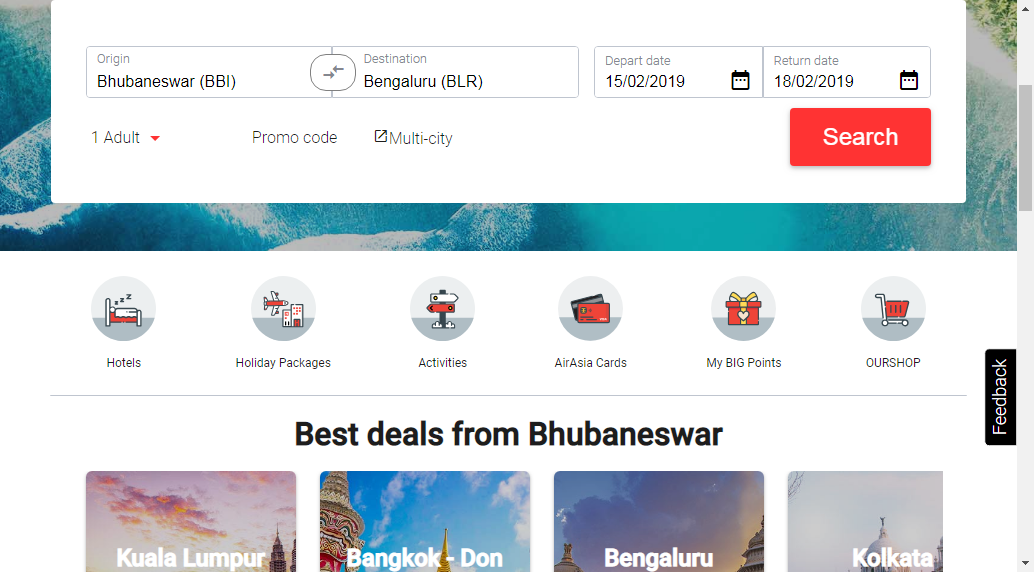 Origin
Bhubaneswar (BBI)
Destination
Bengaluru (BLR)
Depart date
15/02/2019
Return date
18/02/2019
1 Adult
Promo code
Multi-city
Search
z z z
Hotels
Holiday Packages
Activities
AirAsia Cards
My BIG Points
OURSHOP
Feedback
Best deals from Bhubaneswar
Kuala Lumpur
Bangkok - Don
Bengaluru
Kolkata